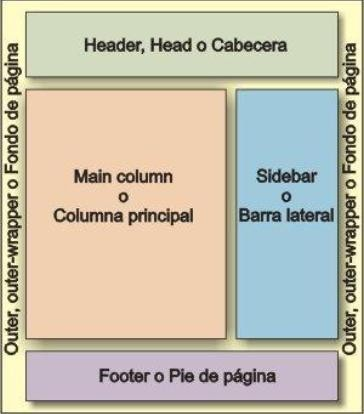 Header, Head o Cabecera
Outer, outer-wrapper o Fondo de página
Main column
o
Columna principal
Sidebar
o
Barra lateral
Outer, outer-wrapper o Fondo de página
Footer o Pie de página